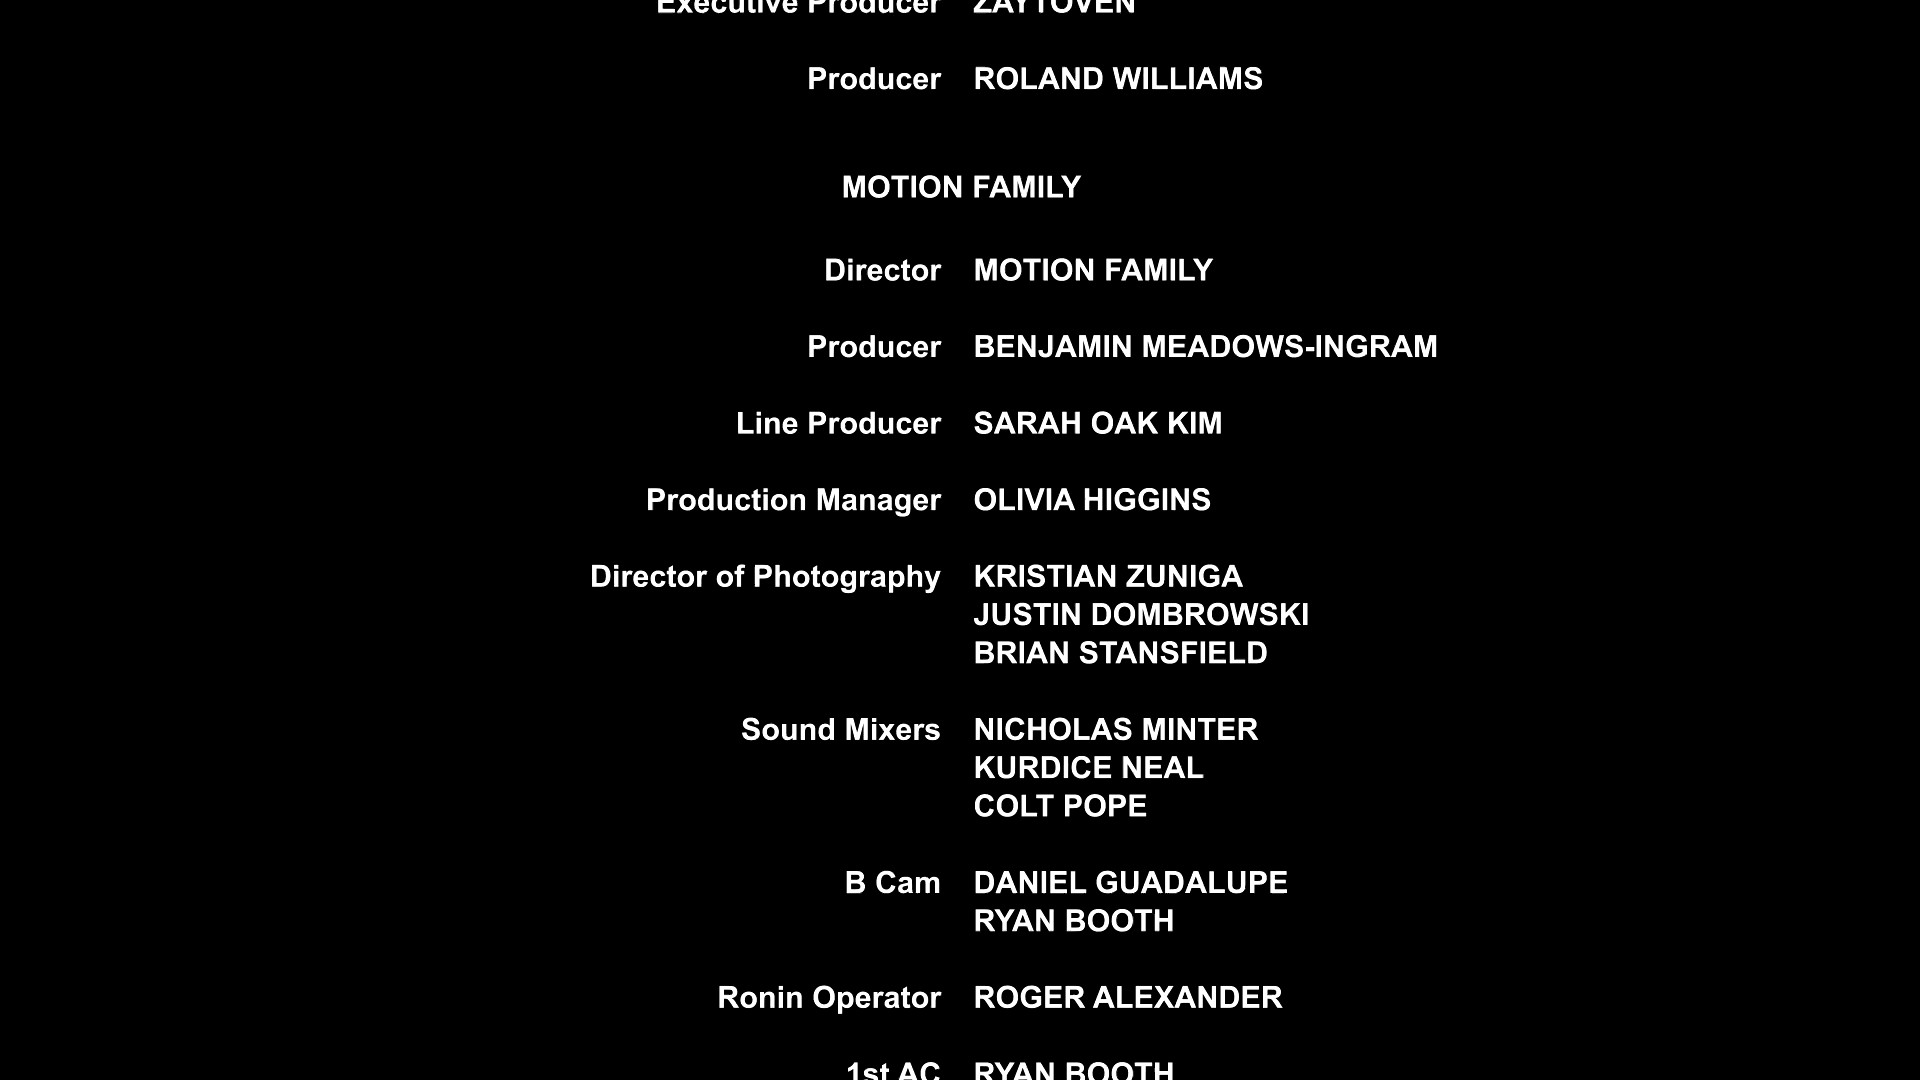 Executive Producer ZAYTOVEN
Producer ROLAND WILLIAMS
MOTION FAMILY
Director MOTION FAMILY
Producer BENJAMIN MEADOWS-INGRAM
Line Producer SARAH OAK KIM
Production Manager OLIVIA HIGGINS
Director of Photography KRISTIAN ZUNIGA
JUSTIN DOMBROWSKI
BRIAN STANSFIELD
Sound Mixers NICHOLAS MINTER
KURDICE NEAL
COLT POPE
B Cam DANIEL GUADALUPE
RYAN BOOTH
Ronin Operator ROGER ALEXANDER
1st AC RYAN BOOTH